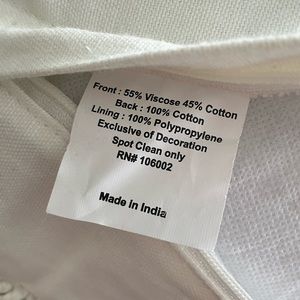 Front : 55% Viscose 45% Cotton
Back : 100% Cotton
Lining : 100% Polypropylene
Exclusive of Decoration
Spot Clean only
RN# 106002
Made in India